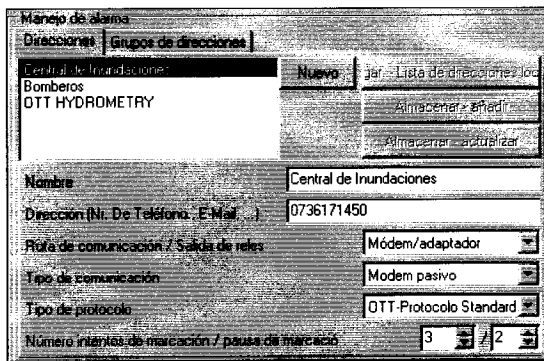 Manejo de alarma
Direcciones Grupos de direcciones
Central de Inundaciones Nuevo gar - Lista de direcciones loc
Bomberos Almacenar - añadir
OTT HYDROMETRY
Almacenar - actualizar
Nombre Central de Inundaciones
Dirección (Nr. De Teléfono, E-Mail, ...) 0736171450
Ruta de comunicación / Salida de relés Módem/adaptador
Tipo de comunicación Modem pasivo
Tipo de protocolo OTT-Protocolo Standard
Número intentos de marcación / pausa de marcació 3 / 2